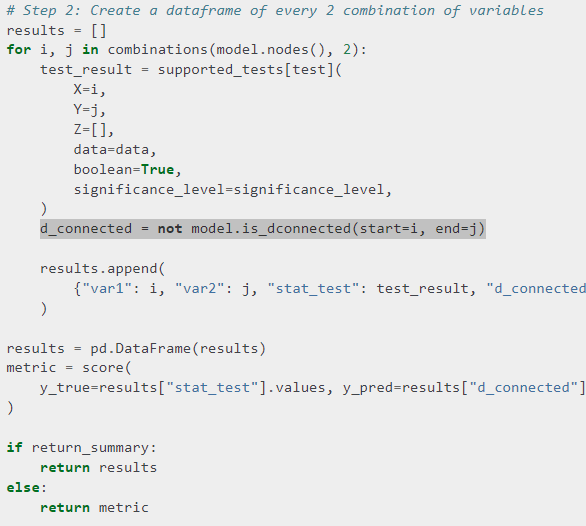 # Step 2: Create a dataframe of every 2 combination of variables
results = []
for i, j in combinations(model.nodes(), 2):
    test_result = supported_tests[test](
        X=i,
        Y=j,
        Z=[],
        data=data,
        boolean=True,
        significance_level=significance_level,
    )
    d_connected = not model.is_dconnected(start=i, end=j)

    results.append(
        {"var1": i, "var2": j, "stat_test": test_result, "d_connected
    )

results = pd.DataFrame(results)
metric = score(
    y_true=results["stat_test"].values, y_pred=results["d_connected"]
)

if return_summary:
    return results
else:
    return metric